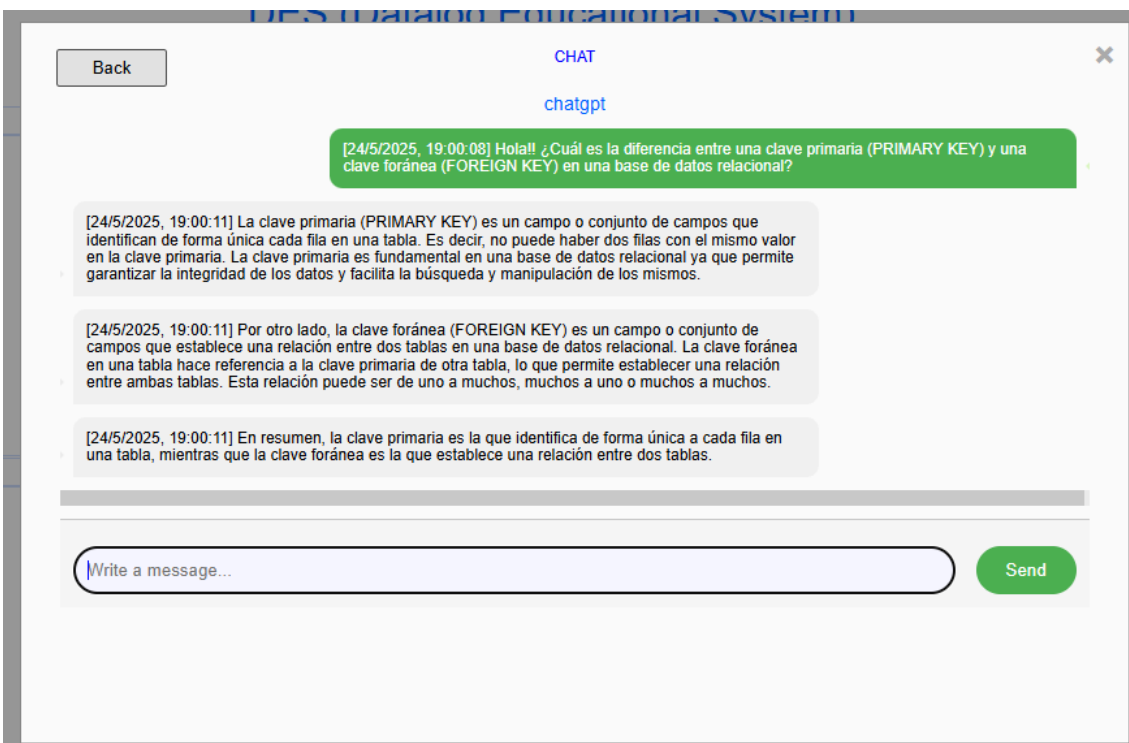 DES (Datalog Educational System)
Back
CHAT
×
chatgpt
[24/5/2025, 19:00:08] Hola!! ¿Cuál es la diferencia entre una clave primaria (PRIMARY KEY) y una
clave foránea (FOREIGN KEY) en una base de datos relacional?
[24/5/2025, 19:00:11] La clave primaria (PRIMARY KEY) es un campo o conjunto de campos que
identifican de forma única cada fila en una tabla. Es decir, no puede haber dos filas con el mismo valor
en la clave primaria. La clave primaria es fundamental en una base de datos relacional ya que permite
garantizar la integridad de los datos y facilita la búsqueda y manipulación de los mismos.
[24/5/2025, 19:00:11] Por otro lado, la clave foránea (FOREIGN KEY) es un campo o conjunto de
campos que establece una relación entre dos tablas en una base de datos relacional. La clave foránea
en una tabla hace referencia a la clave primaria de otra tabla, lo que permite establecer una relación
entre ambas tablas. Esta relación puede ser de uno a muchos, muchos a uno o muchos a muchos.
[24/5/2025, 19:00:11] En resumen, la clave primaria es la que identifica de forma única a cada fila en
una tabla, mientras que la clave foránea es la que establece una relación entre dos tablas.
Write a message...
Send